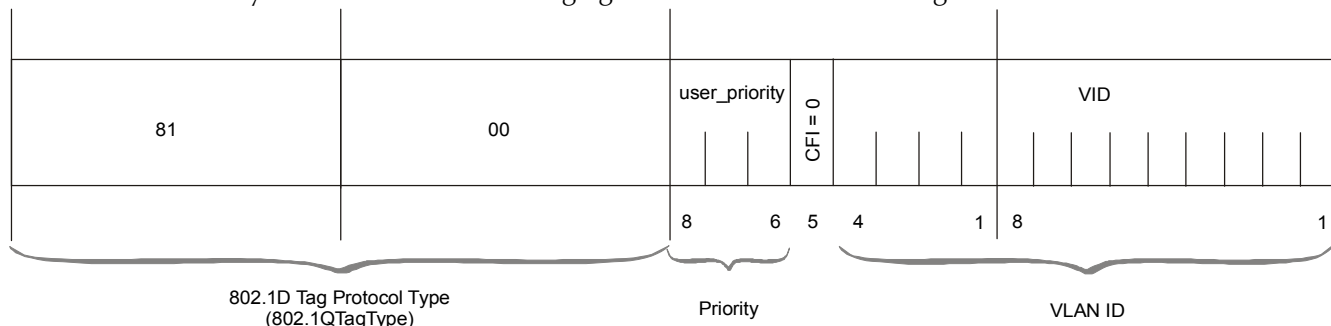 user_priority
CFI = 0
VID
81
00
8 6 5 4 1 8 1
802.1D Tag Protocol Type
(802.1QTagType)
Priority
VLAN ID